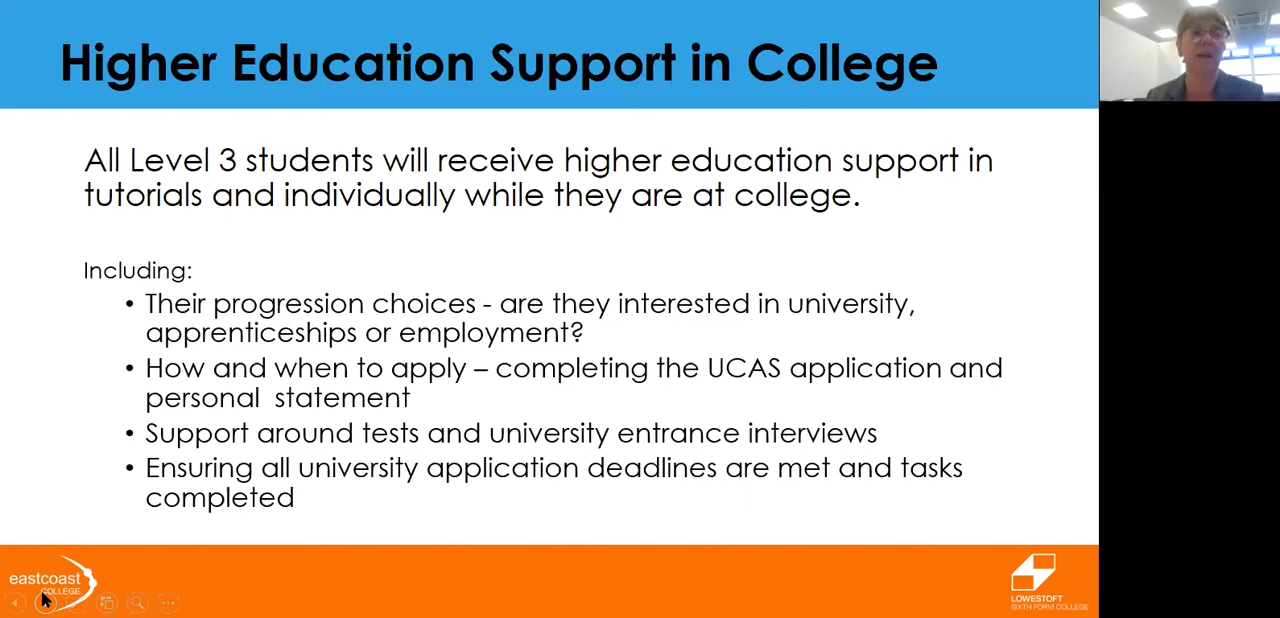 Higher Education Support in College
All Level 3 students will receive higher education support in
tutorials and individually while they are at college.
Including:
• Their progression choices - are they interested in university,
apprenticeships or employment?
• How and when to apply – completing the UCAS application and
personal statement
• Support around tests and university entrance interviews
• Ensuring all university application deadlines are met and tasks
completed
eastcoast
COLLEGE
LOWESTOFT
SIXTH FORM COLLEGE